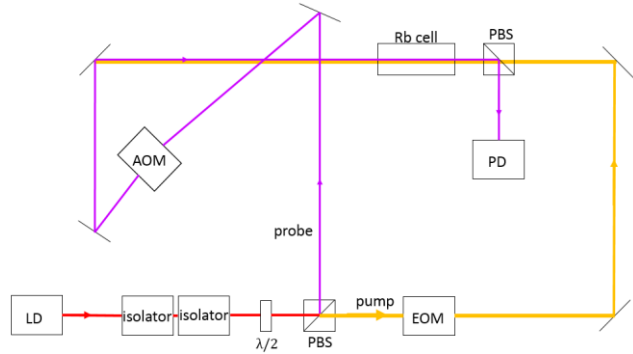 Rb cell
PBS
AOM
PD
probe
pump
LD
isolator
isolator
λ/2
PBS
EOM